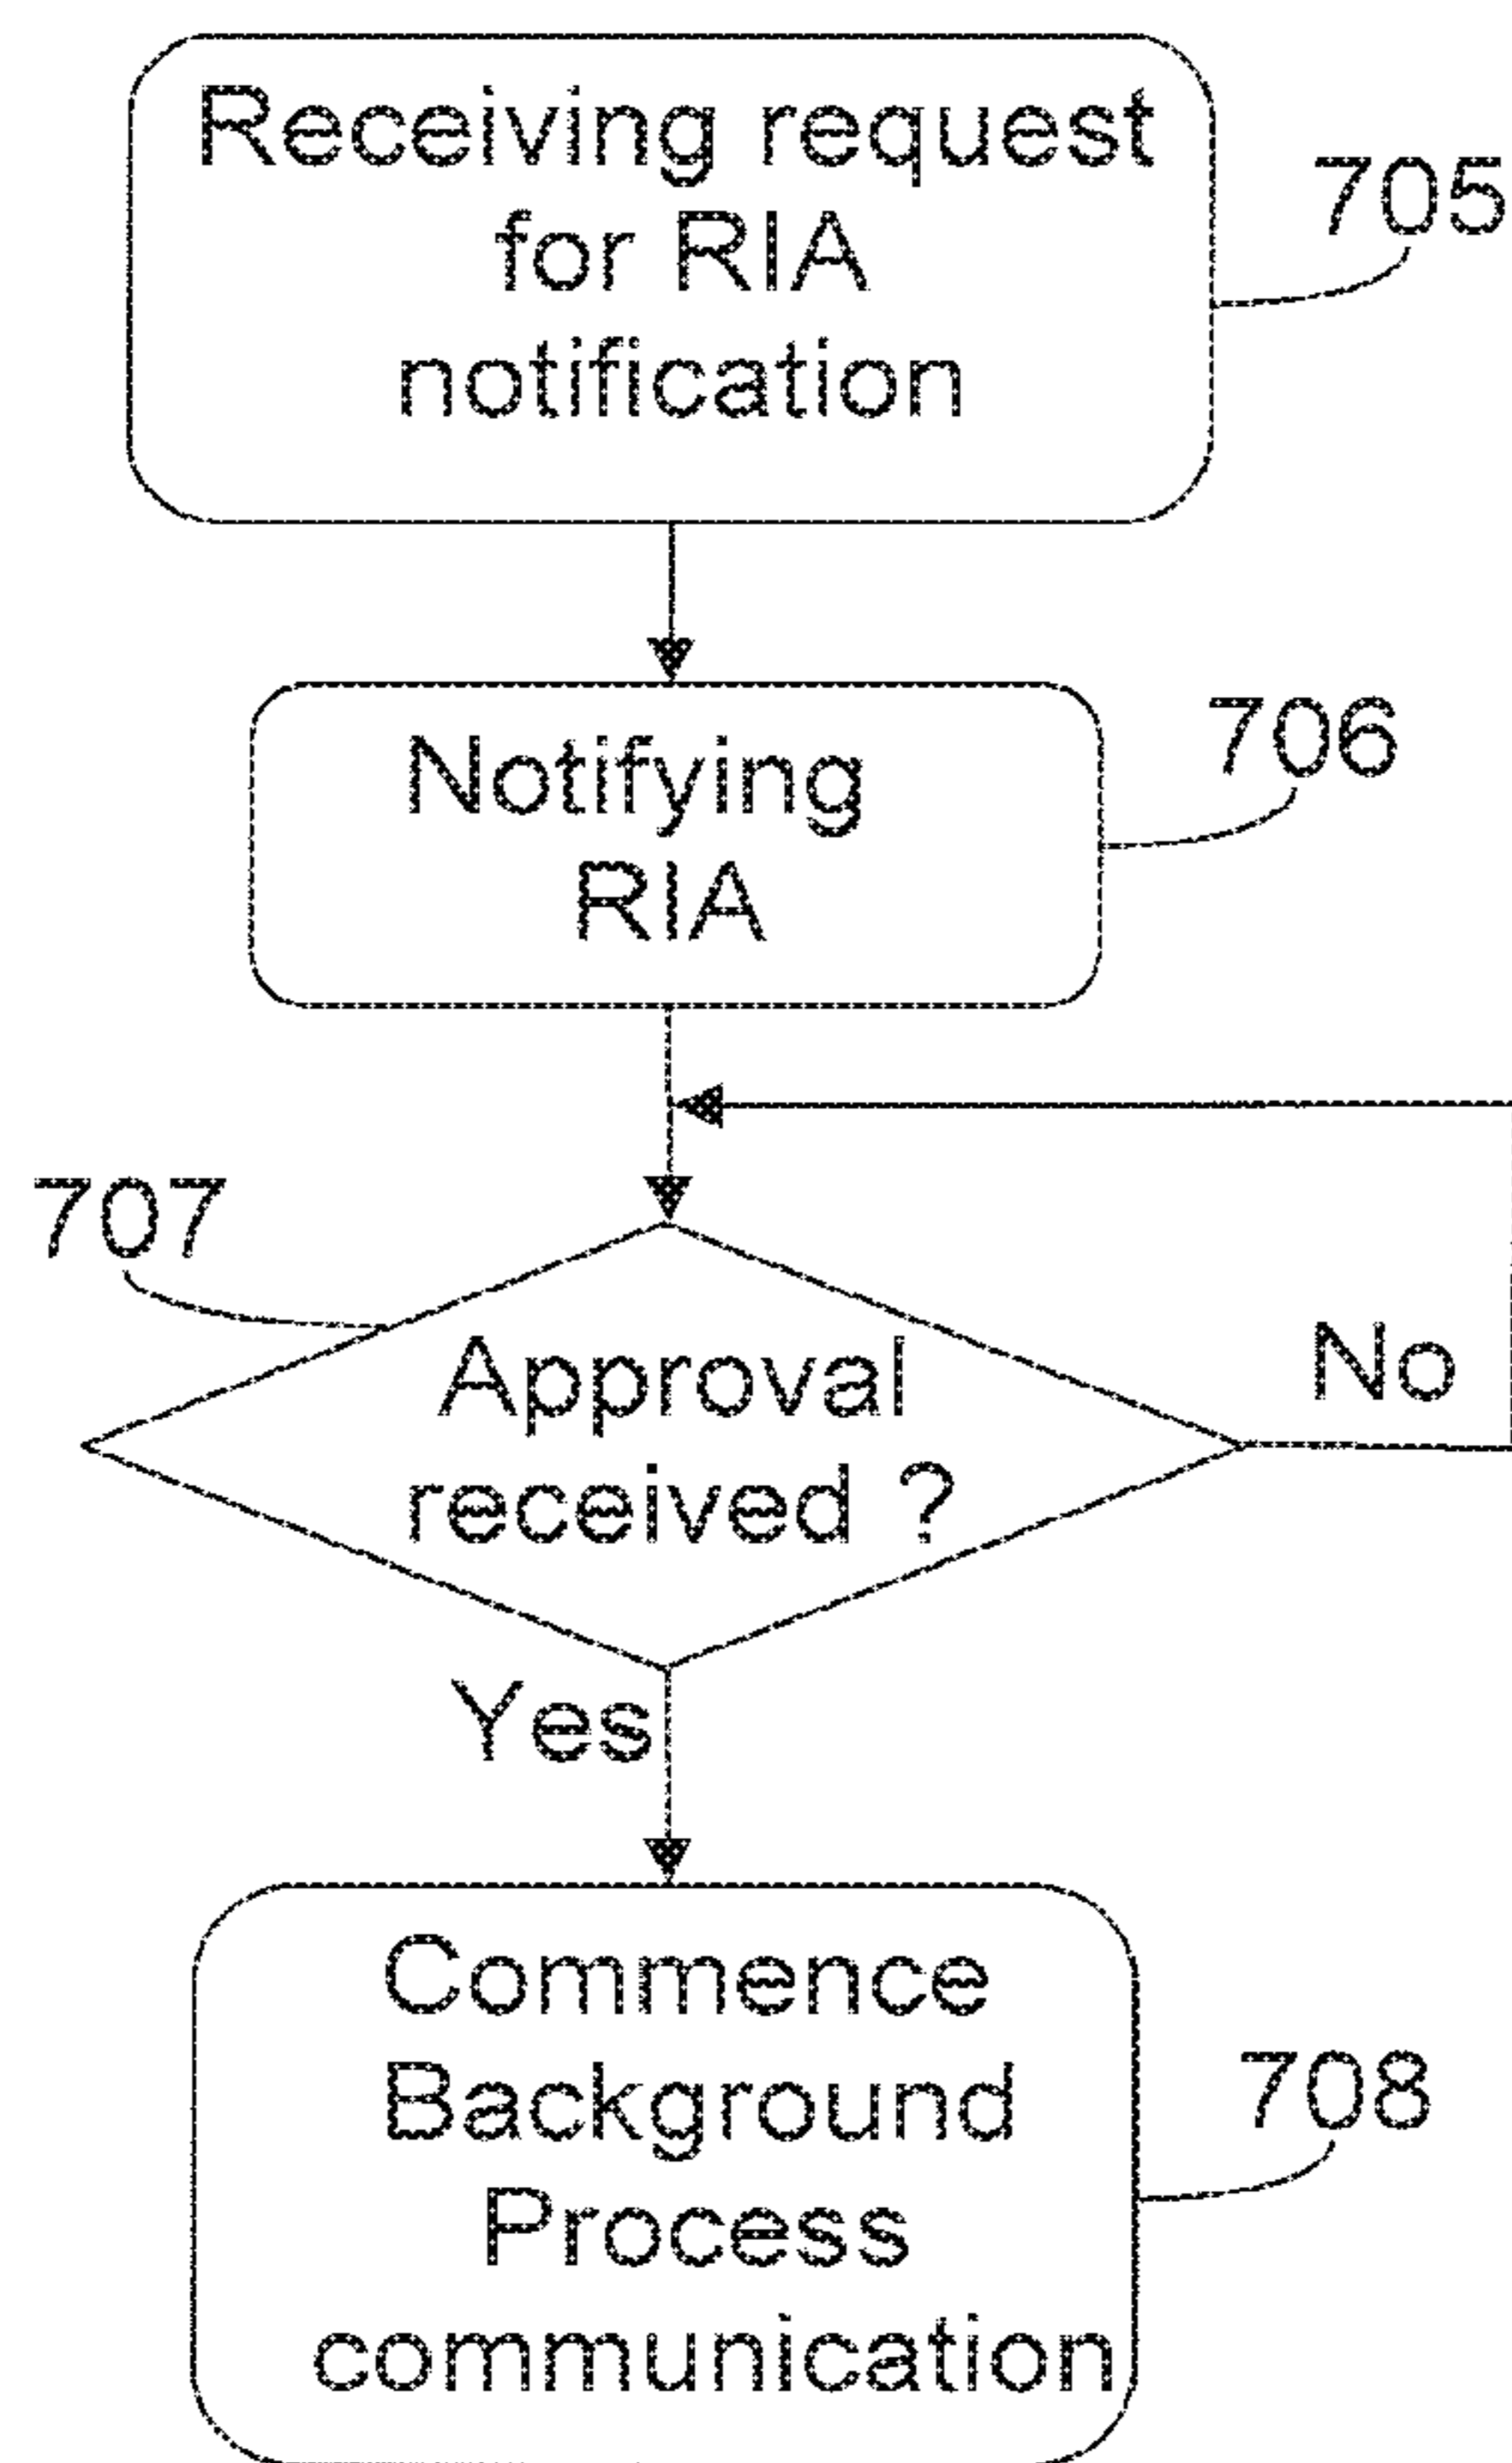 Receiving request
for RIA
notification
705
Notifying
RIA
706
707
Approval
received ?
No
Yes
Commence
Background
Process
communication
708